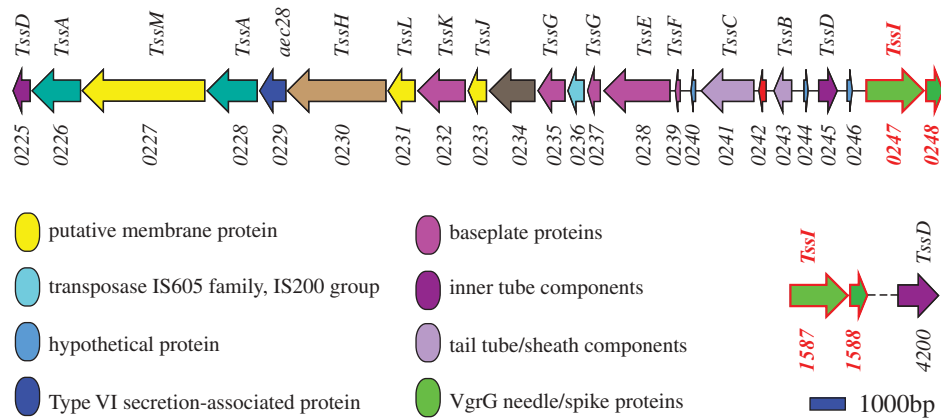 TssD TssA TssM TssA aec28 TssH TssL TssK TssJ TssG TssG TssE TssF TssC TssB TssD TssI
0225 0226 0227 0228 0229 0230 0231 0232 0233 0234 0235 0236 0237 0238 0239 0240 0241 0242 0243 0244 0245 0246 0247 0248
putative membrane protein
baseplate proteins
transposase IS605 family, IS200 group
inner tube components
hypothetical protein
tail tube/sheath components
Type VI secretion-associated protein
VgrG needle/spike proteins
TssI TssD
1587 1588 4200
1000bp